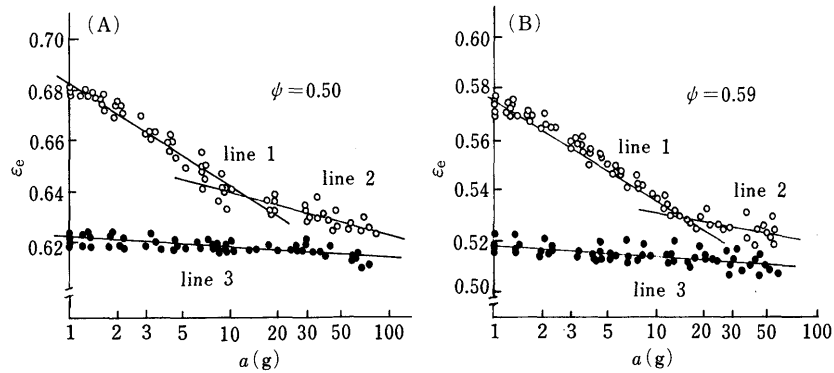 (A)
0.70
0.68
0.66
0.64
0.62
εe
ψ=0.50
line 1
line 2
line 3
1 2 3 5 10 20 30 50 100
a(g)
(B)
0.60
0.58
0.56
0.54
0.52
0.50
εe
ψ=0.59
line 1
line 2
line 3
1 2 3 5 10 20 30 50 100
a(g)